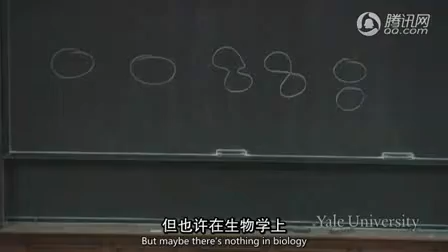 腾讯网
QQ.com
但也许在生物学上
Yale University
But maybe there's nothing in biology